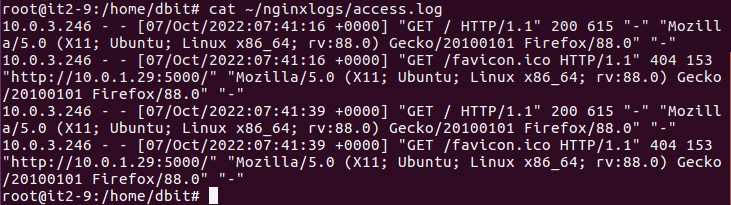 root@it2-9:/home/dbit# cat ~/nginxlogs/access.log
10.0.3.246 - - [07/Oct/2022:07:41:16 +0000] "GET / HTTP/1.1" 200 615 "-" "Mozill
a/5.0 (X11; Ubuntu; Linux x86_64; rv:88.0) Gecko/20100101 Firefox/88.0" "-"
10.0.3.246 - - [07/Oct/2022:07:41:16 +0000] "GET /favicon.ico HTTP/1.1" 404 153
"http://10.0.1.29:5000/" "Mozilla/5.0 (X11; Ubuntu; Linux x86_64; rv:88.0) Gecko
/20100101 Firefox/88.0" "-"
10.0.3.246 - - [07/Oct/2022:07:41:39 +0000] "GET / HTTP/1.1" 200 615 "-" "Mozill
a/5.0 (X11; Ubuntu; Linux x86_64; rv:88.0) Gecko/20100101 Firefox/88.0" "-"
10.0.3.246 - - [07/Oct/2022:07:41:39 +0000] "GET /favicon.ico HTTP/1.1" 404 153
"http://10.0.1.29:5000/" "Mozilla/5.0 (X11; Ubuntu; Linux x86_64; rv:88.0) Gecko
/20100101 Firefox/88.0" "-"
root@it2-9:/home/dbit#